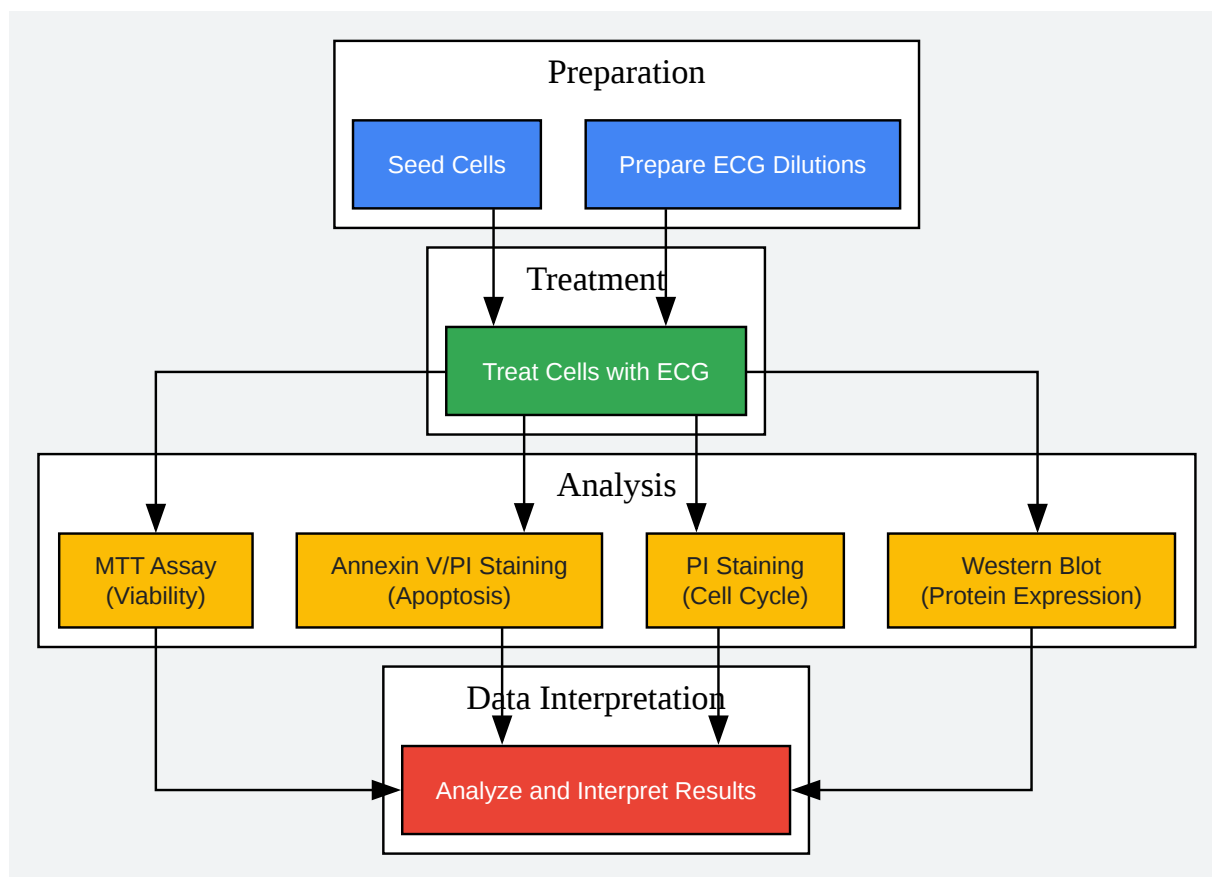 Preparation
Seed Cells
Prepare ECG Dilutions
Treatment
Treat Cells with ECG
Analysis
MTT Assay
(Viability)
Annexin V/PI Staining
(Apoptosis)
PI Staining
(Cell Cycle)
Western Blot
(Protein Expression)
Data Interpretation
Analyze and Interpret Results